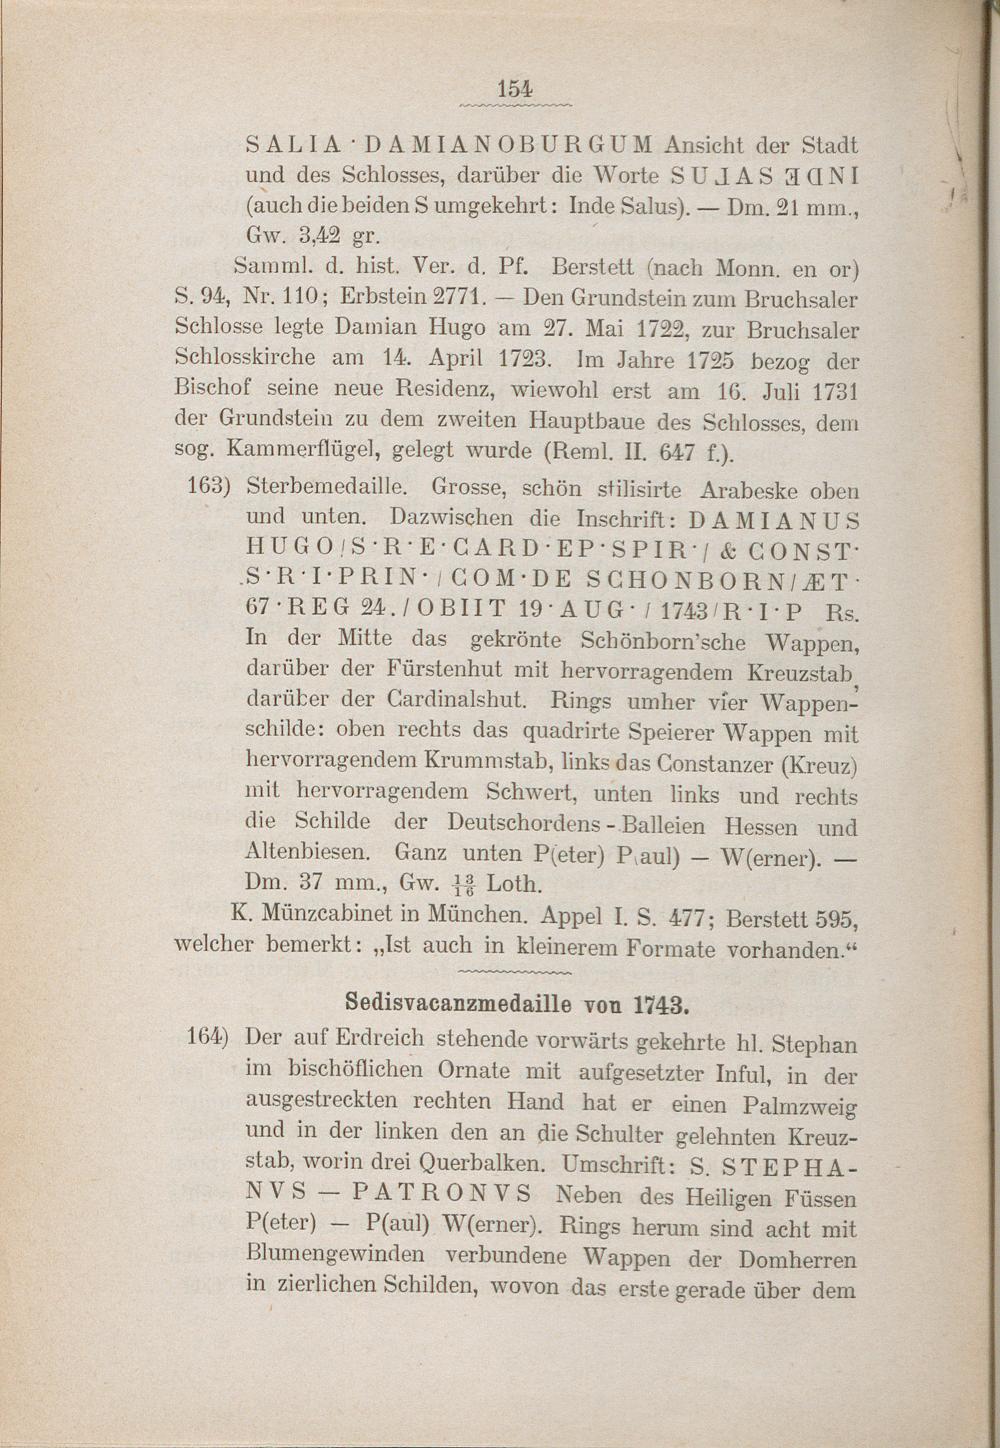 154
SALIA · DAMIANOBURGUM Ansicht der Stadt
und des Schlosses, darüber die Worte SU⅃AS ƎᗡNI
(auch die beiden S umgekehrt: Inde Salus). — Dm. 21 mm.,
Gw. 3,42 gr.
Samml. d. hist. Ver. d. Pf. Berstett (nach Monn. en or)
S. 94, Nr. 110; Erbstein 2771. — Den Grundstein zum Bruchsaler
Schlosse legte Damian Hugo am 27. Mai 1722, zur Bruchsaler
Schlosskirche am 14. April 1723. Im Jahre 1725 bezog der
Bischof seine neue Residenz, wiewohl erst am 16. Juli 1731
der Grundstein zu dem zweiten Hauptbaue des Schlosses, dem
sog. Kammerflügel, gelegt wurde (Reml. II. 647 f.).
163) Sterbemedaille. Grosse, schön stilisirte Arabeske oben
und unten. Dazwischen die Inschrift: DAMIANUS
HUGO/S·R·E·CARD·EP·SPIR·/ & CONST·
S·R·I·PRIN·/COM·DE SCHONBORN/ÆT·
67·REG 24./OBIIT 19·AUG·/1743/R·I·P Rs.
In der Mitte das gekrönte Schönborn'sche Wappen,
darüber der Fürstenhut mit hervorragendem Kreuzstab,
darüber der Cardinalshut. Rings umher vier Wappen-
schilde: oben rechts das quadrirte Speierer Wappen mit
hervorragendem Krummstab, links das Constanzer (Kreuz)
mit hervorragendem Schwert, unten links und rechts
die Schilde der Deutschordens-Balleien Hessen und
Altenbiesen. Ganz unten P(eter) P(aul) — W(erner). —
Dm. 37 mm., Gw. 13/16 Loth.
K. Münzcabinet in München. Appel I. S. 477; Berstett 595,
welcher bemerkt: „Ist auch in kleinerem Formate vorhanden.“
Sedisvacanzmedaille von 1743.
164) Der auf Erdreich stehende vorwärts gekehrte hl. Stephan
im bischöflichen Ornate mit aufgesetzter Inful, in der
ausgestreckten rechten Hand hat er einen Palmzweig
und in der linken den an die Schulter gelehnten Kreuz-
stab, worin drei Querbalken. Umschrift: S. STEPHA-
NVS — PATRONVS Neben des Heiligen Füssen
P(eter) — P(aul) W(erner). Rings herum sind acht mit
Blumengewinden verbundene Wappen der Domherren
in zierlichen Schilden, wovon das erste gerade über dem